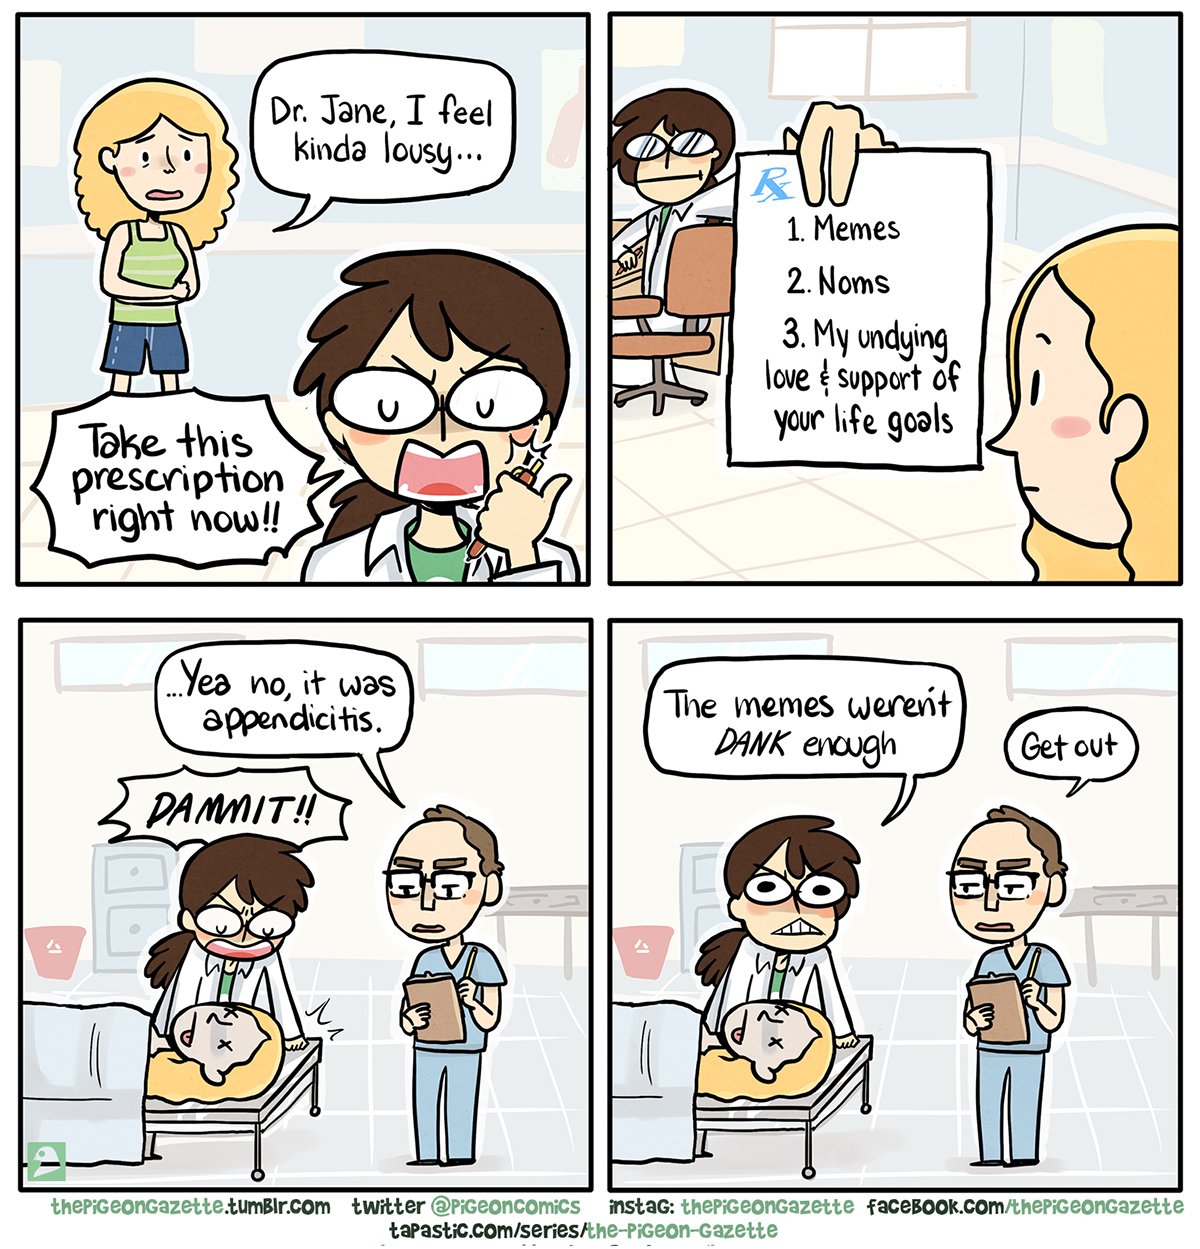 Dr. Jane, I feel
kinda lousy...
Take this
prescription
right now!!
Rx
1. Memes
2. Noms
3. My undying
love & support of
your life goals
...Yea no, it was
appendicitis.
DAMMIT!!
The memes weren't
DANK enough
Get out
thePiGeonGazette.tumblr.com twitter @PiGeonComics instag: thePiGeonGazette faceBook.com/thePiGeonGazette
tapastic.com/series/the-PiGeon-Gazette